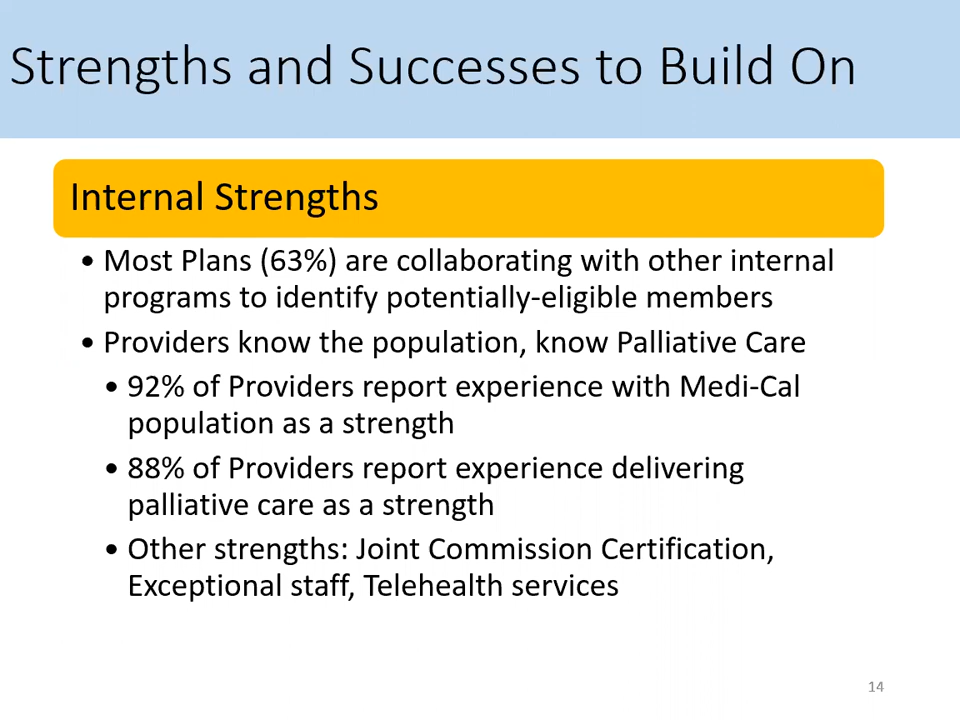 Strengths and Successes to Build On
Internal Strengths
• Most Plans (63%) are collaborating with other internal
programs to identify potentially-eligible members
• Providers know the population, know Palliative Care
• 92% of Providers report experience with Medi-Cal
population as a strength
• 88% of Providers report experience delivering
palliative care as a strength
• Other strengths: Joint Commission Certification,
Exceptional staff, Telehealth services
14